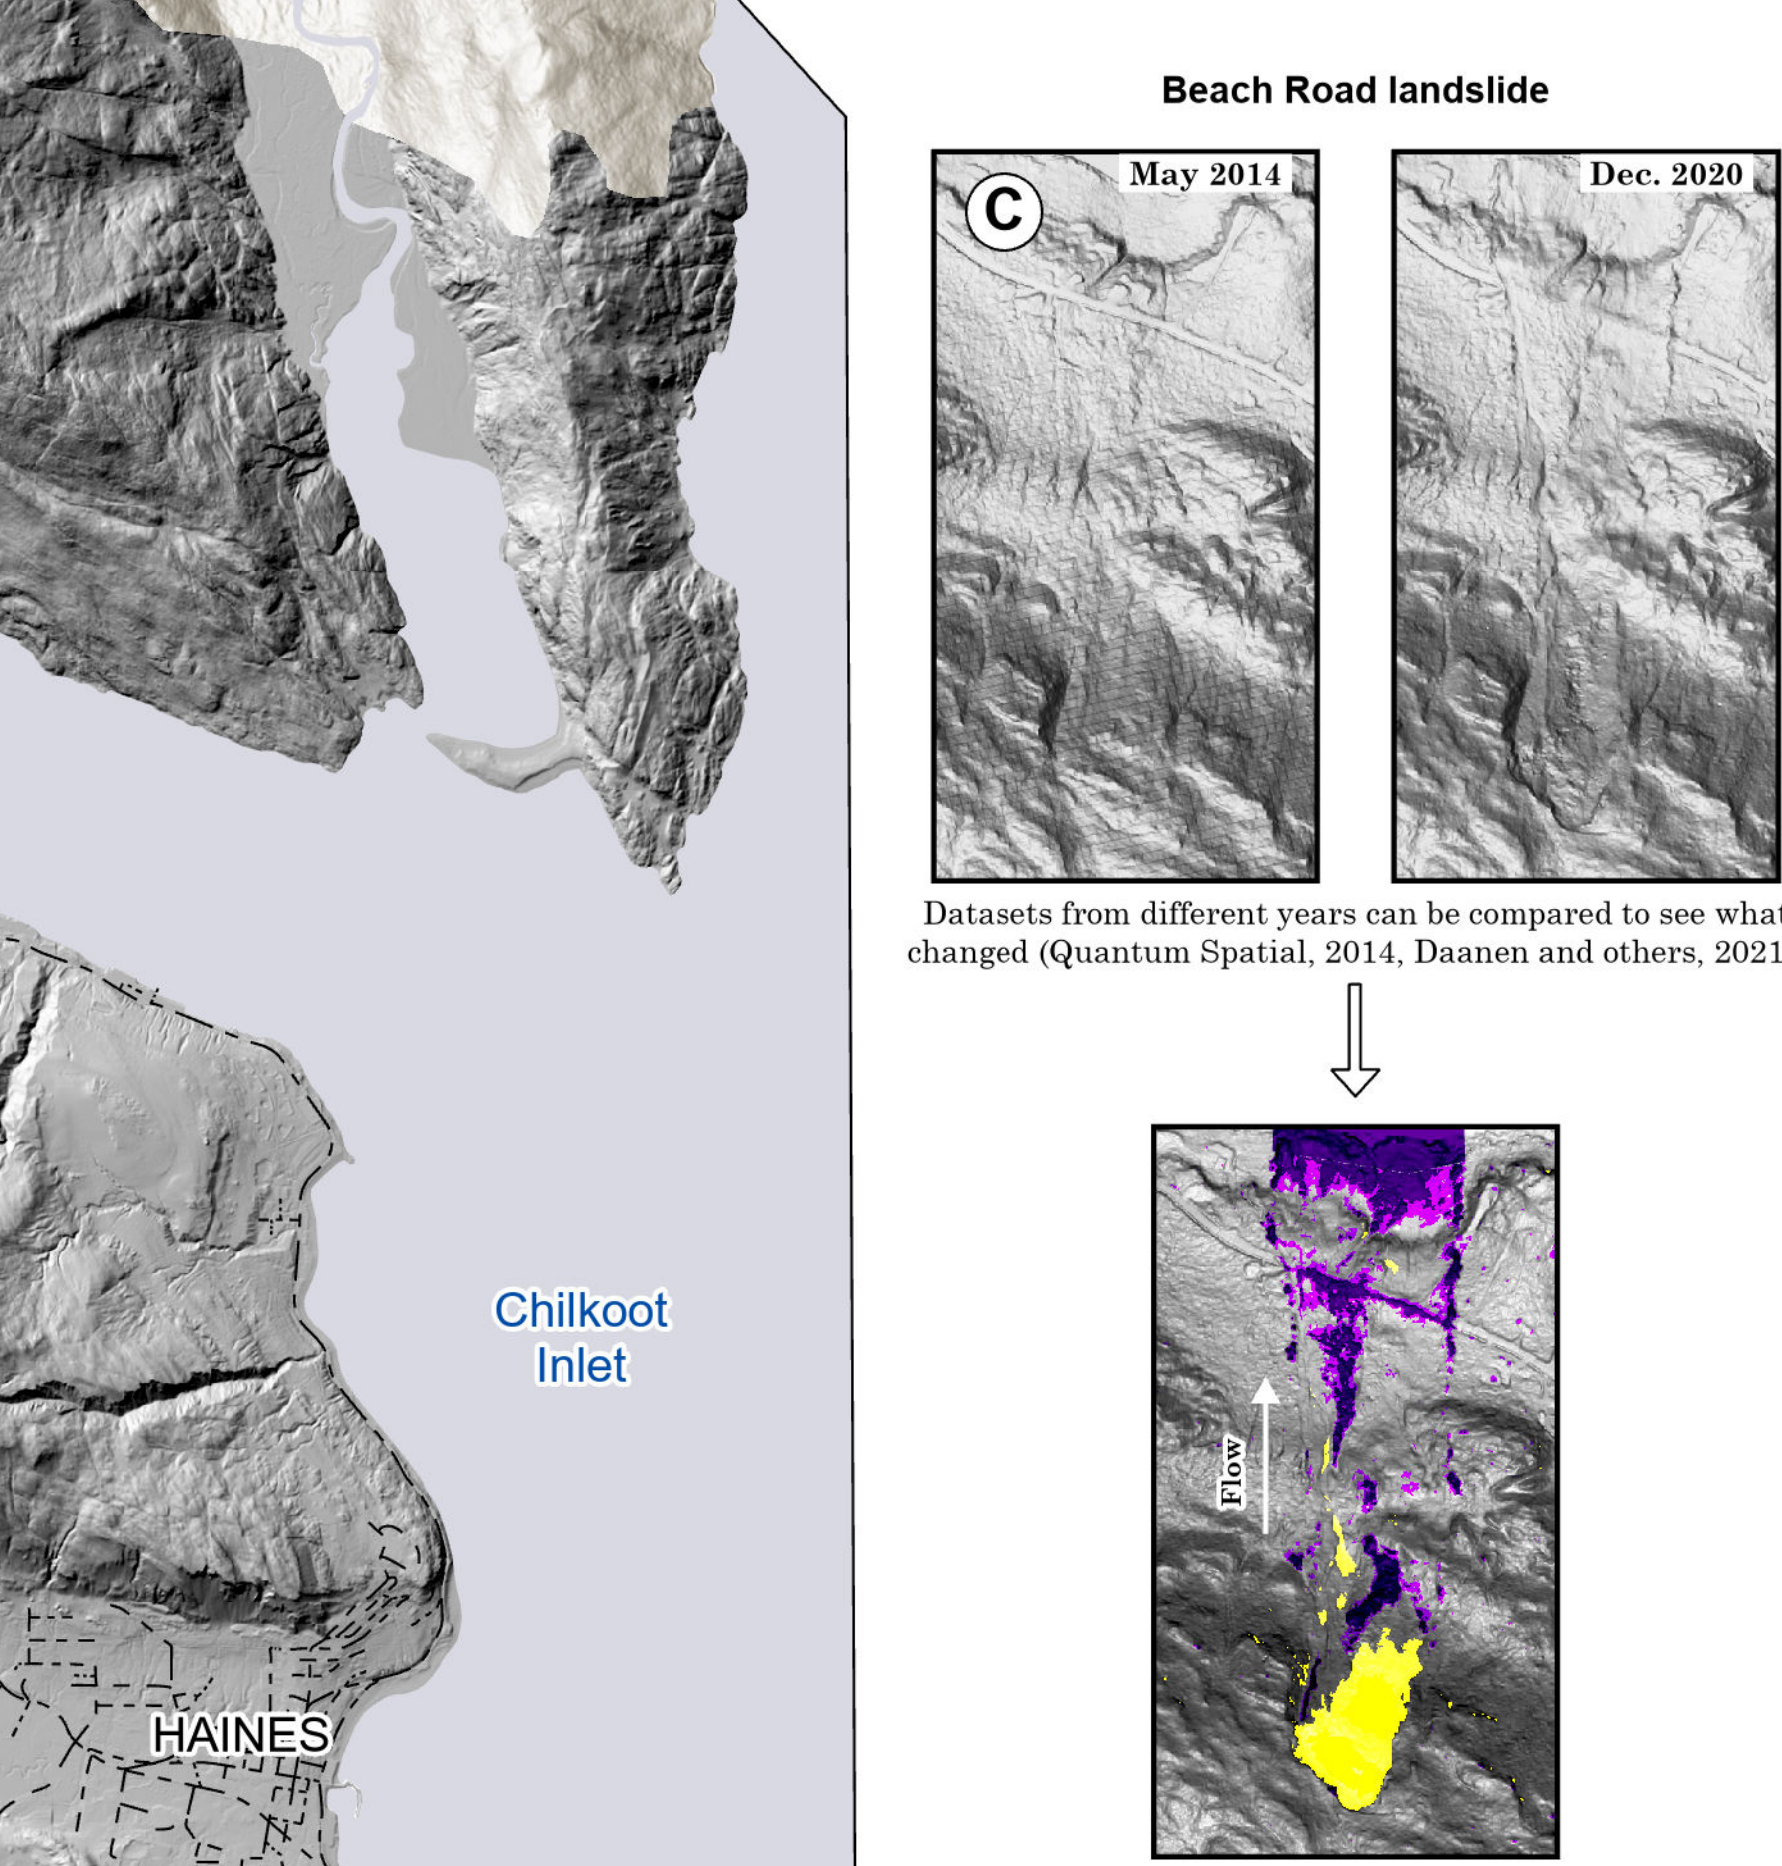 Beach Road landslide
C
May 2014
Dec. 2020
Datasets from different years can be compared to see what
changed (Quantum Spatial, 2014, Daanen and others, 2021
Chilkoot
Inlet
Flow
HAINES